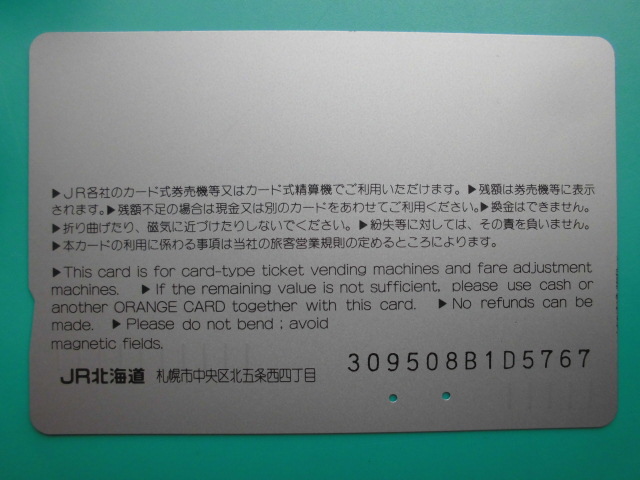 ▶JR各社のカード式券売機等又はカード式精算機でご利用いただけます。▶残額は券売機等に表示
されます。▶残額不足の場合は現金又は別のカードをあわせてご利用ください。▶換金はできません。
▶折り曲げたり、磁気に近づけたりしないでください。▶紛失等に対しては、その責を負いません。
▶本カードの利用に係わる事項は当社の旅客営業規則の定めるところによります。
▶This card is for card-type ticket vending machines and fare adjustment
machines. ▶If the remaining value is not sufficient, please use cash or
another ORANGE CARD together with this card. ▶No refunds can be
made. ▶Please do not bend; avoid
magnetic fields.
JR北海道 札幌市中央区北五条西四丁目
309508B1D5767